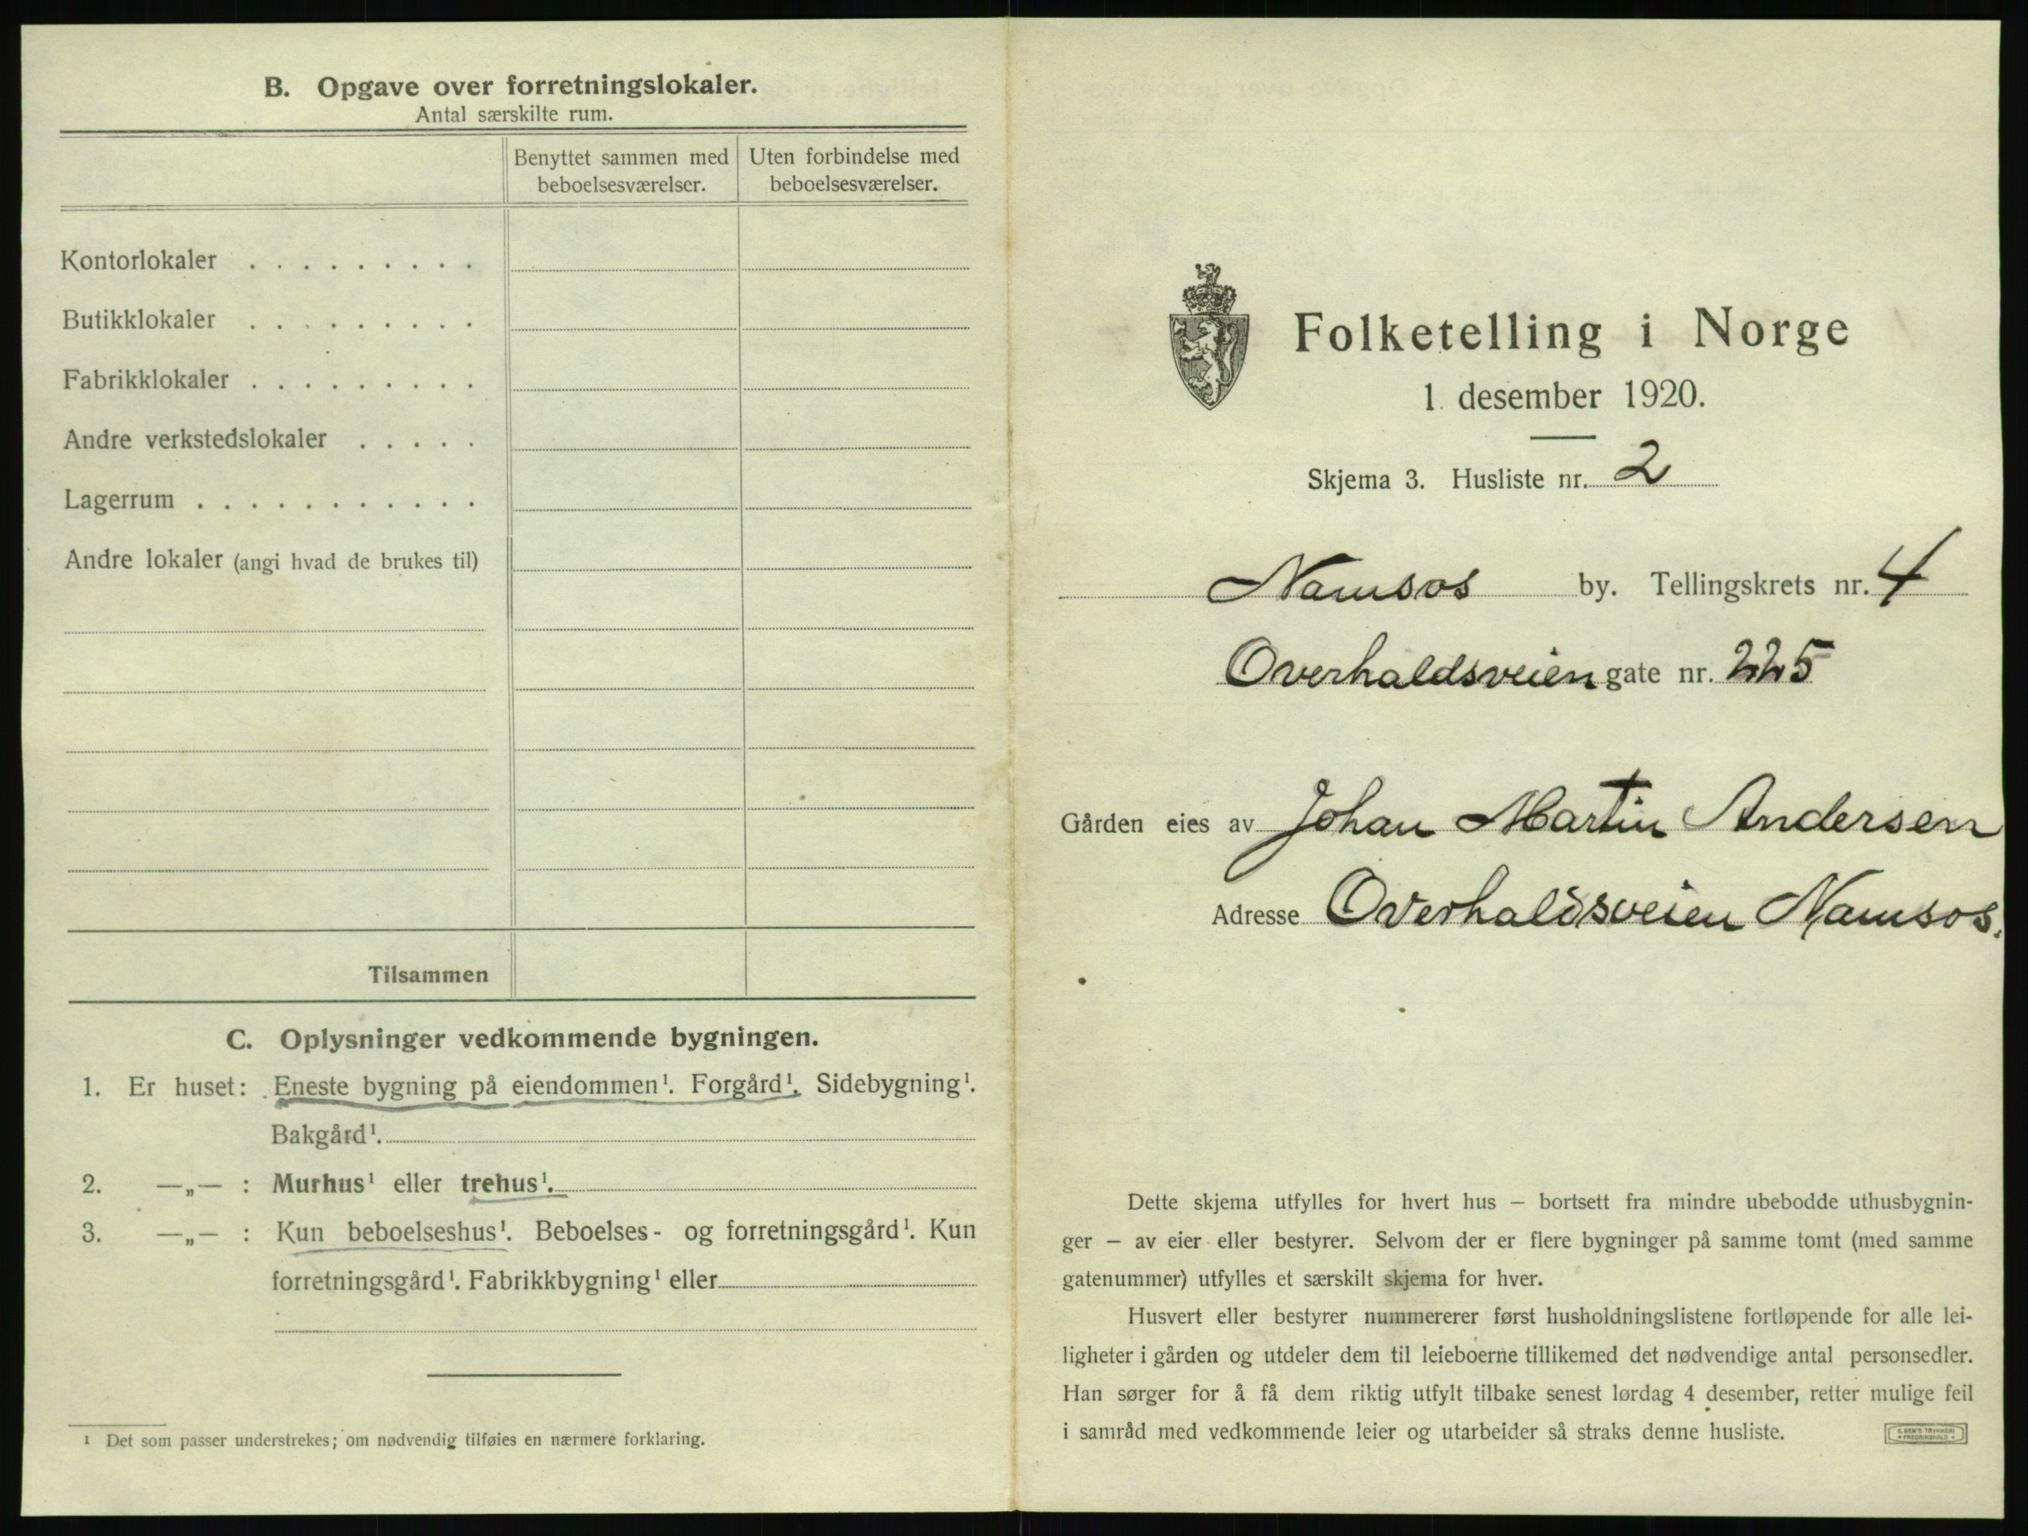 B. Opgave over forretningslokaler.
Antal særskilte rum.
Benyttet sammen med beboelsesværelser.
Uten forbindelse med beboelsesværelser.
Kontorlokaler . . . . . . . . .
Butikklokaler . . . . . . . . .
Fabrikklokaler . . . . . . . . .
Andre verkstedslokaler . . . . .
Lagerrum . . . . . . . . . . .
Andre lokaler (angi hvad de brukes til)
Tilsammen
C. Oplysninger vedkommende bygningen.
1. Er huset: Eneste bygning på eiendommen¹. Forgård¹. Sidebygning¹.
Bakgård¹.
2. —„— : Murhus¹ eller trehus¹.
3. —„— : Kun beboelseshus¹. Beboelses- og forretningsgård¹. Kun
forretningsgård¹. Fabrikkbygning¹ eller
¹ Det som passer understrekes; om nødvendig tilføies en nærmere forklaring.
Folketelling i Norge
1. desember 1920.
Skjema 3. Husliste nr. 2
Namsos by. Tellingskrets nr. 4
Overhaldsveien gate nr. 225
Gården eies av Johan Martin Andersen
Adresse Overhaldsveien Namsos.
Dette skjema utfylles for hvert hus – bortsett fra mindre ubebodde uthusbygnin-
ger – av eier eller bestyrer. Selvom der er flere bygninger på samme tomt (med samme
gatenummer) utfylles et særskilt skjema for hver.
Husvert eller bestyrer nummererer først husholdningslistene fortløpende for alle lei-
ligheter i gården og utdeler dem til leieboerne tillikemed det nødvendige antal personsedler.
Han sørger for å få dem riktig utfylt tilbake senest lørdag 4 desember, retter mulige feil
i samråd med vedkommende leier og utarbeider så straks denne husliste.